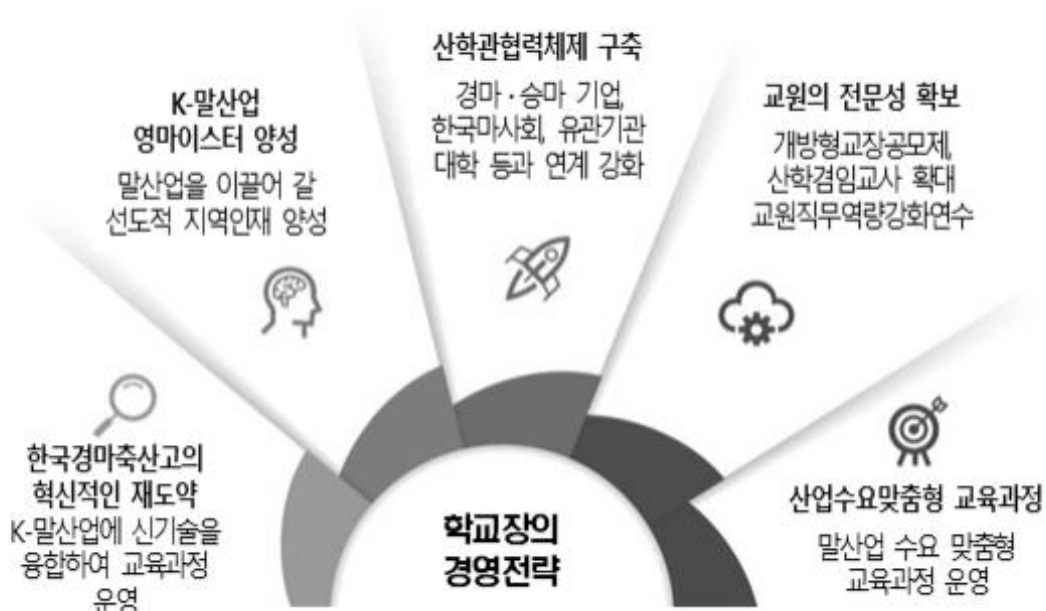 한국경마축산고의
혁신적인 재도약
K-말산업에 신기술을
융합하여 교육과정
운영
K-말산업
영마이스터 양성
말산업을 이끌어 갈
선도적 지역인재 양성
산학관협력체제 구축
경마·승마 기업,
한국마사회, 유관기관
대학 등과 연계 강화
교원의 전문성 확보
개방형교장공모제,
산학겸임교사 확대
교원직무역량강화연수
산업수요맞춤형 교육과정
말산업 수요 맞춤형
교육과정 운영
학교장의
경영전략